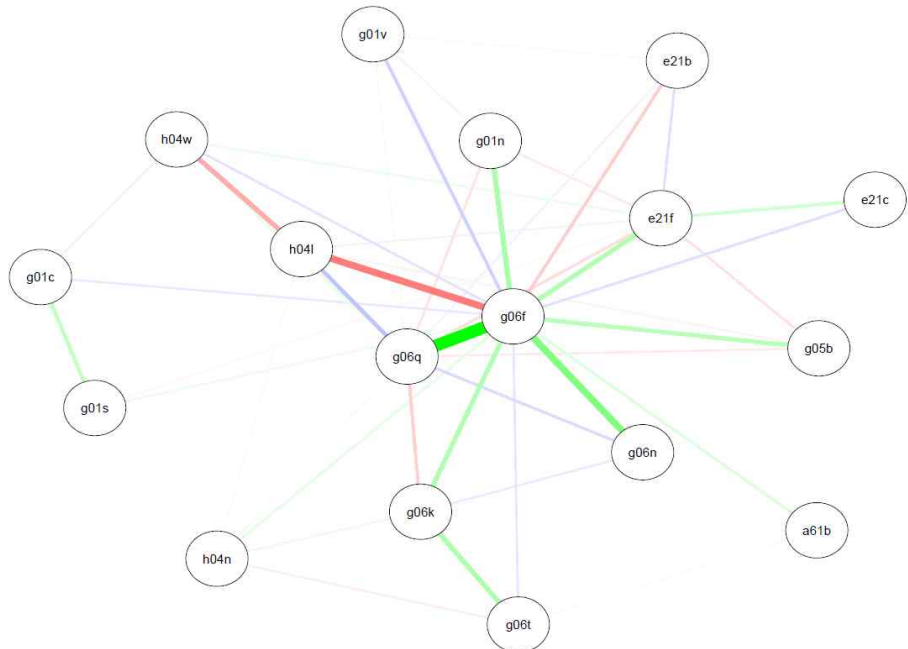 g01v
e21b
h04w
g01n
e21c
e21f
h04l
g01c
g06f
g05b
g06q
g01s
g06n
g06k
a61b
h04n
g06t